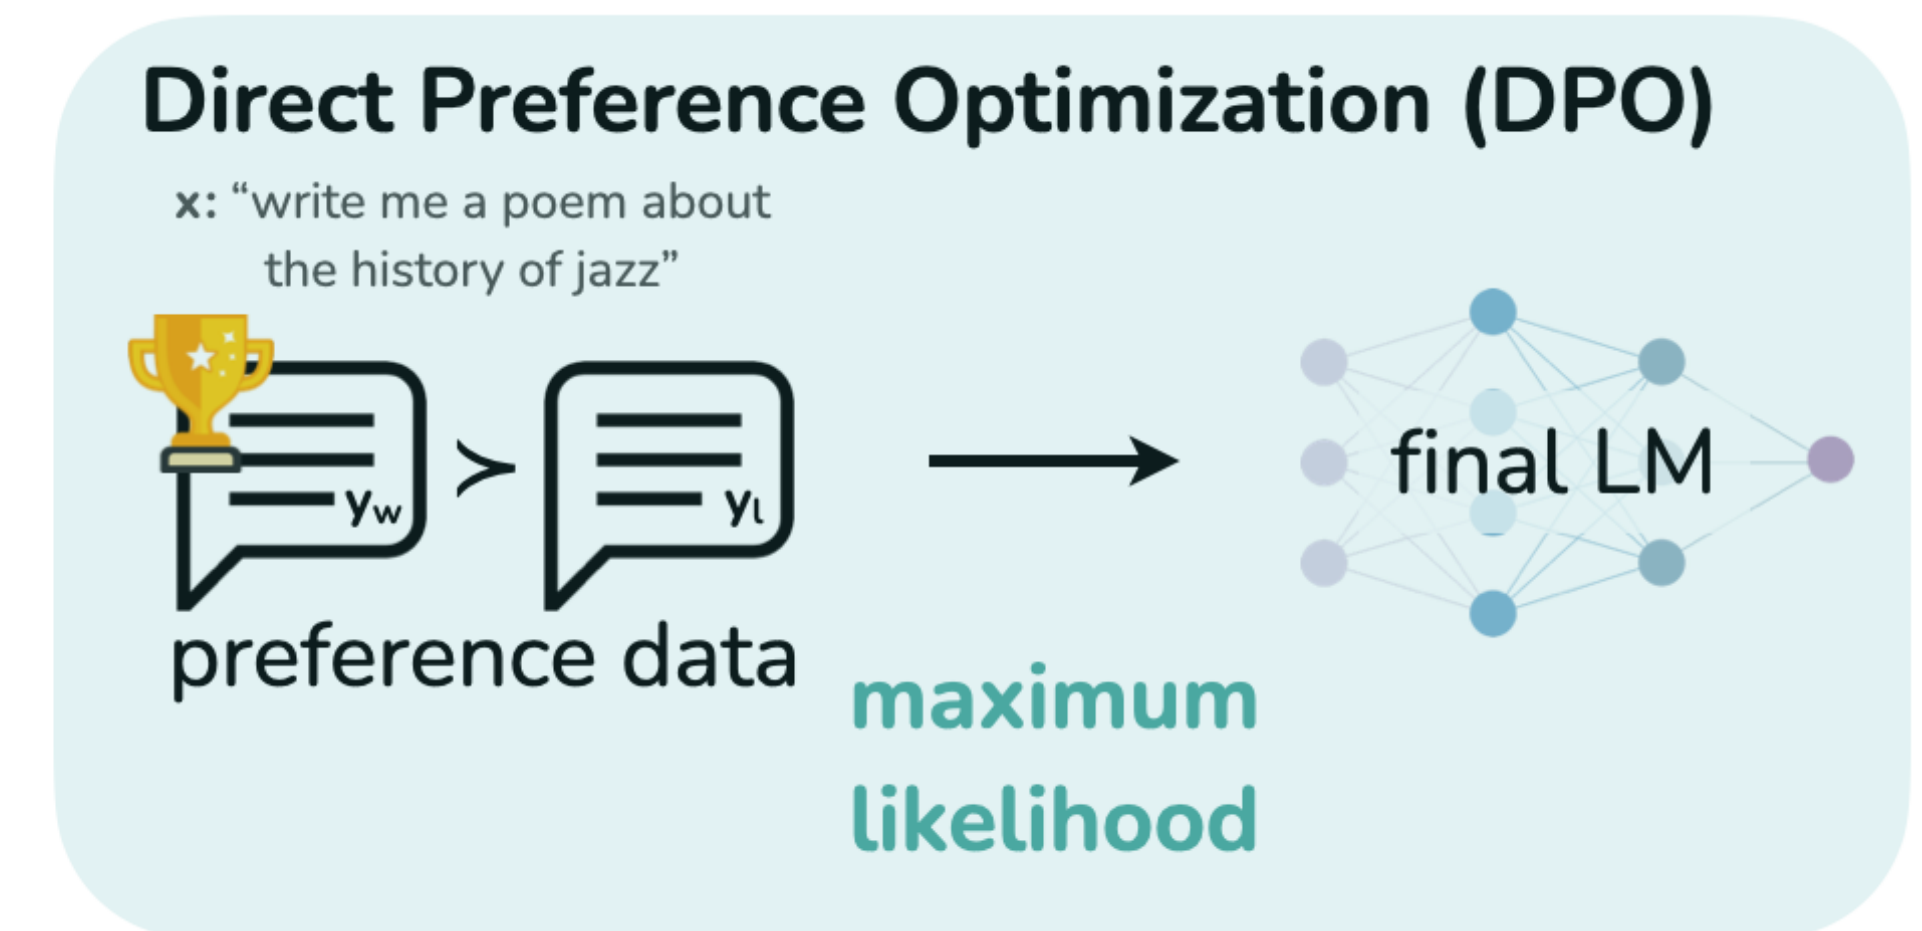 Direct Preference Optimization (DPO)
x: “write me a poem about
the history of jazz”
yw ≻ yl
preference data
maximum
likelihood
final LM